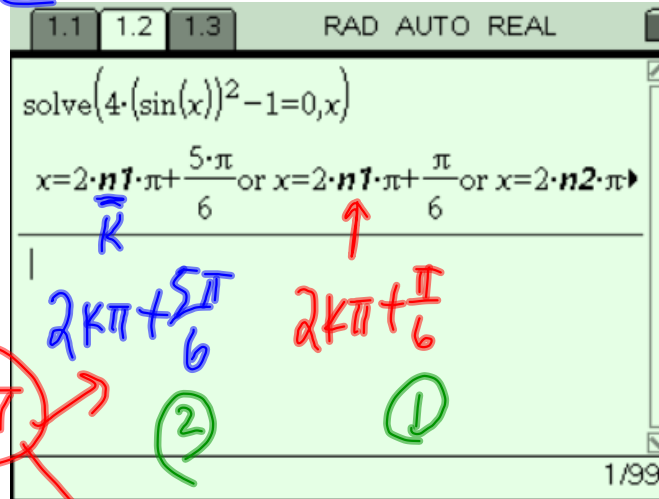 1.1 1.2 1.3 RAD AUTO REAL
solve(4·(sin(x))²−1=0,x)
x=2·n1·π+5·π/6 or x=2·n1·π+π/6 or x=2·n2·π▶
K
2Kπ+5π/6 2Kπ+π/6
π
② ①
1/99